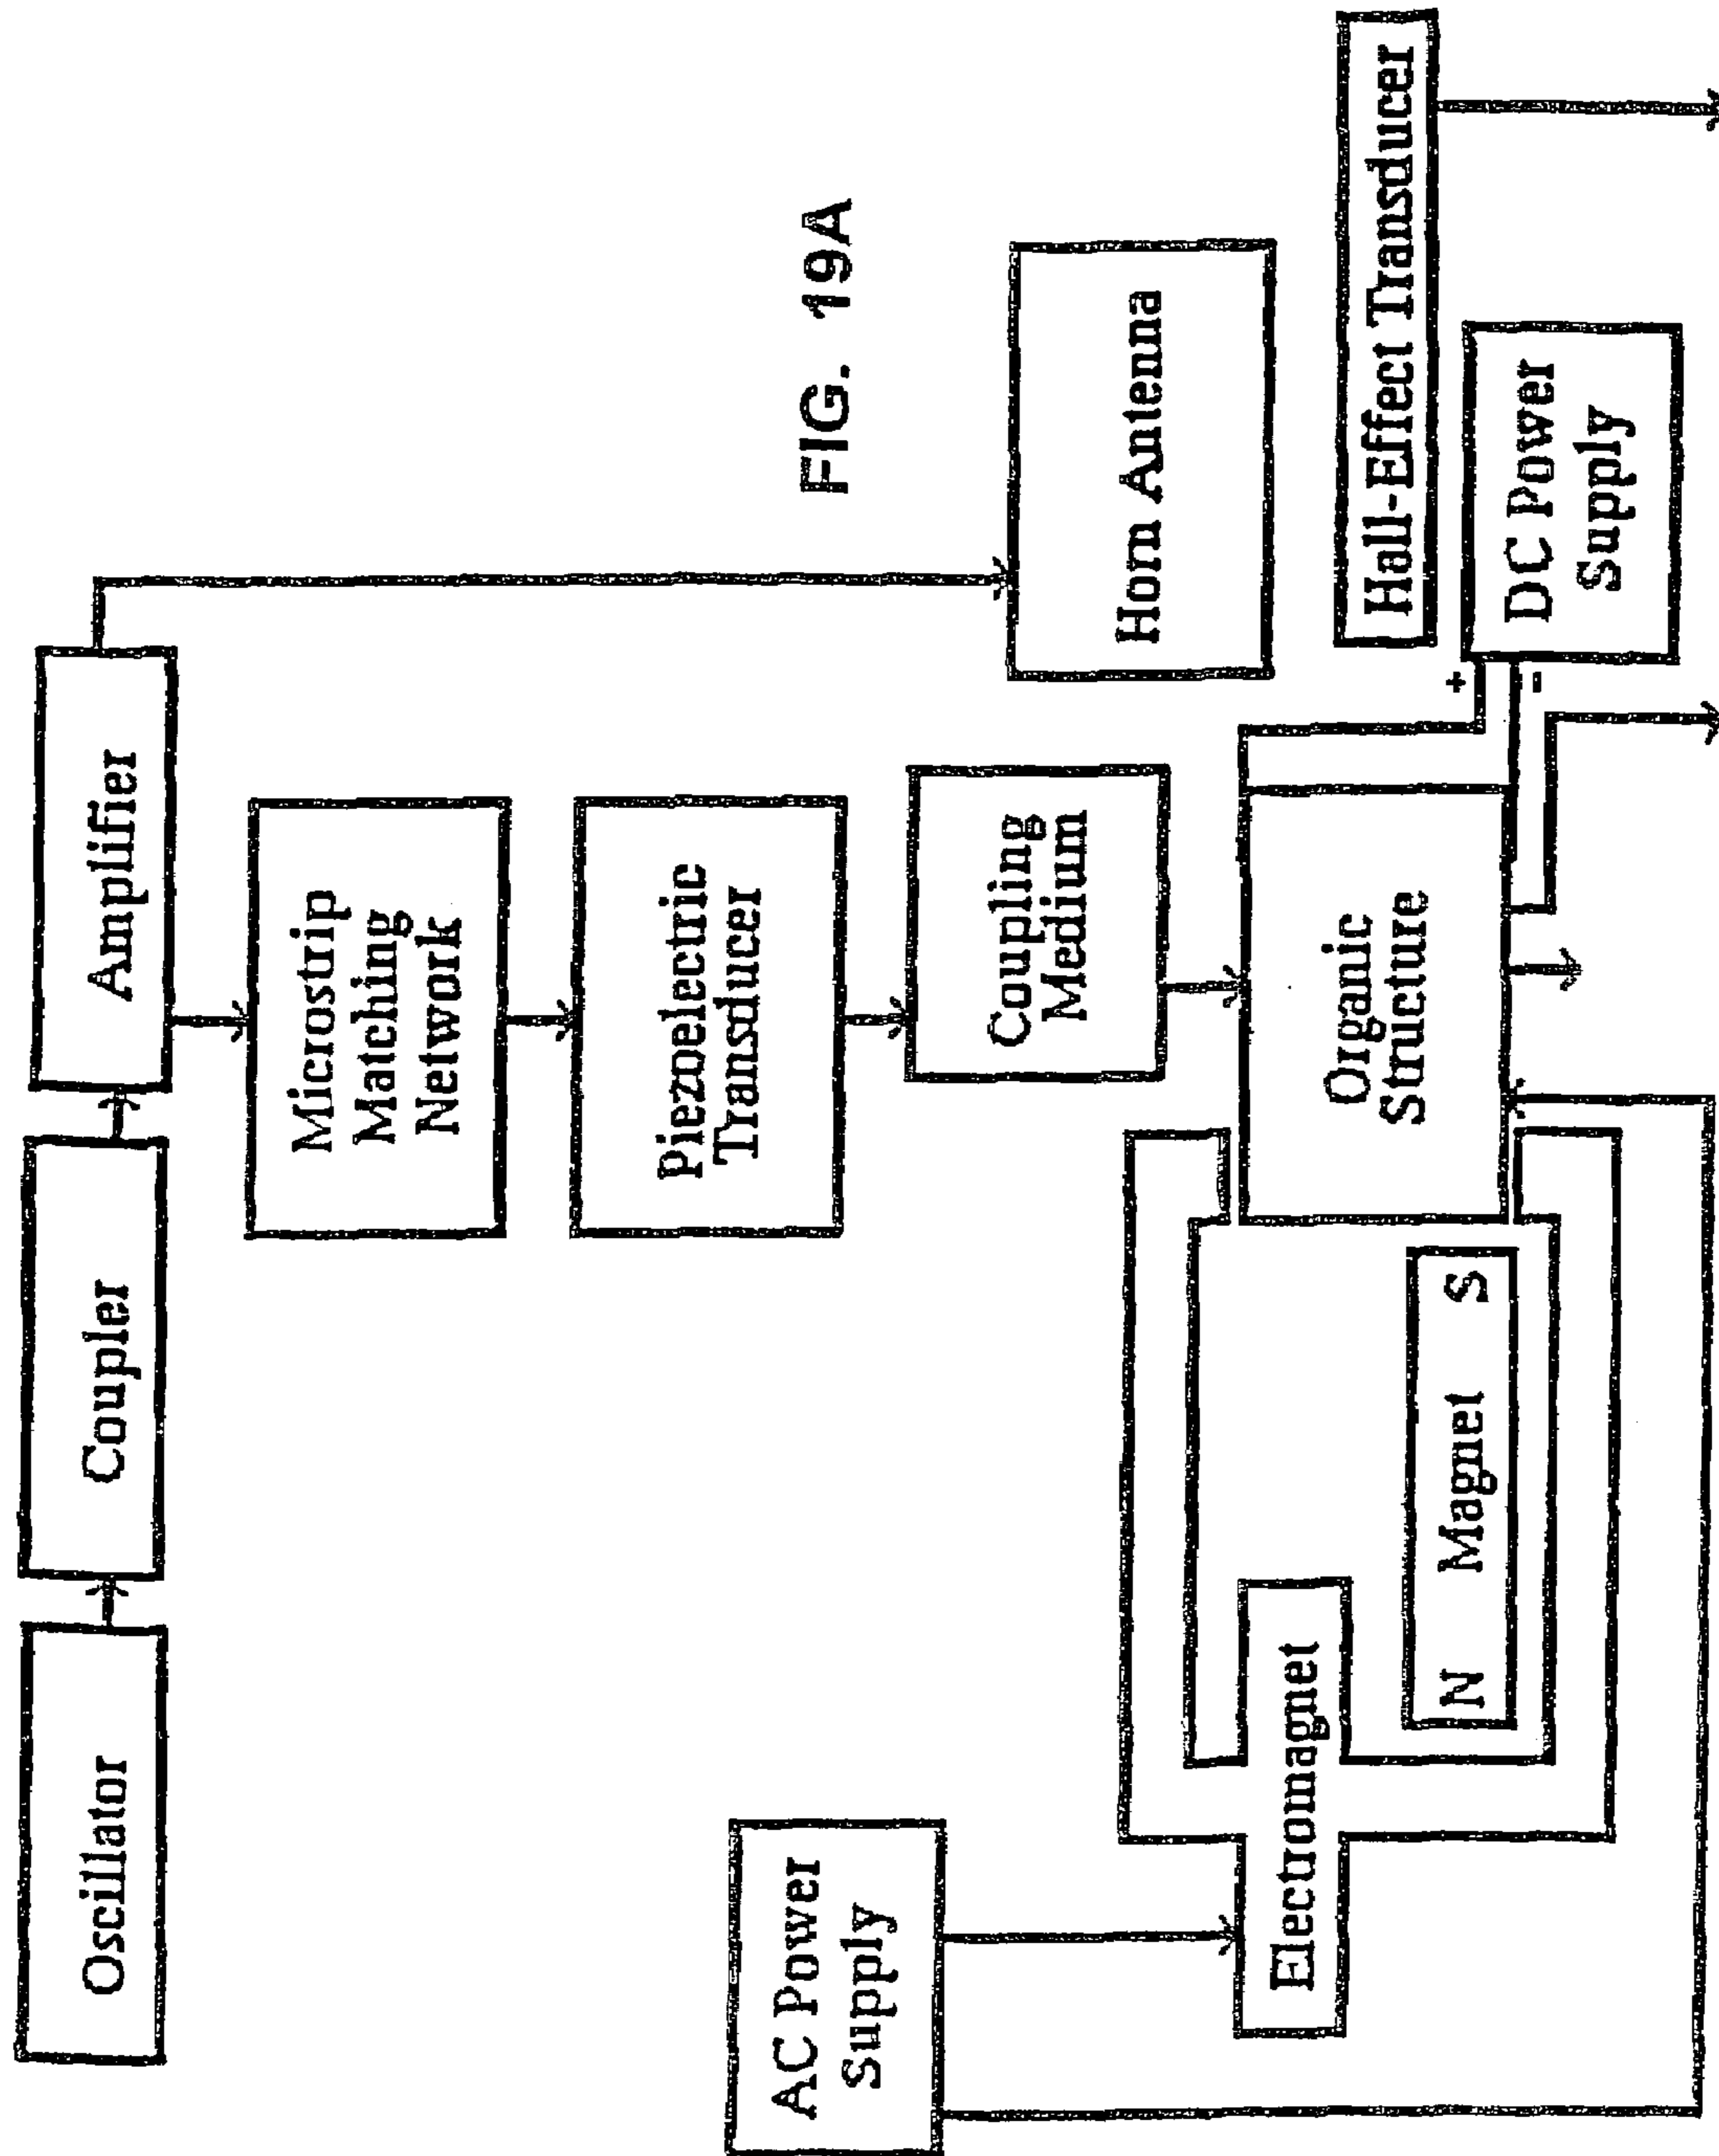 Oscillator
Coupler
Amplifier
Microstrip
Matching
Network
Piezoelectric
Transducer
FIG. 19A
AC Power
Supply
Coupling
Medium
Horn Antenna
Electromagnet
Organic
Structure
N Magnet S
Hall-Effect Transducer
+
-
DC Power
Supply